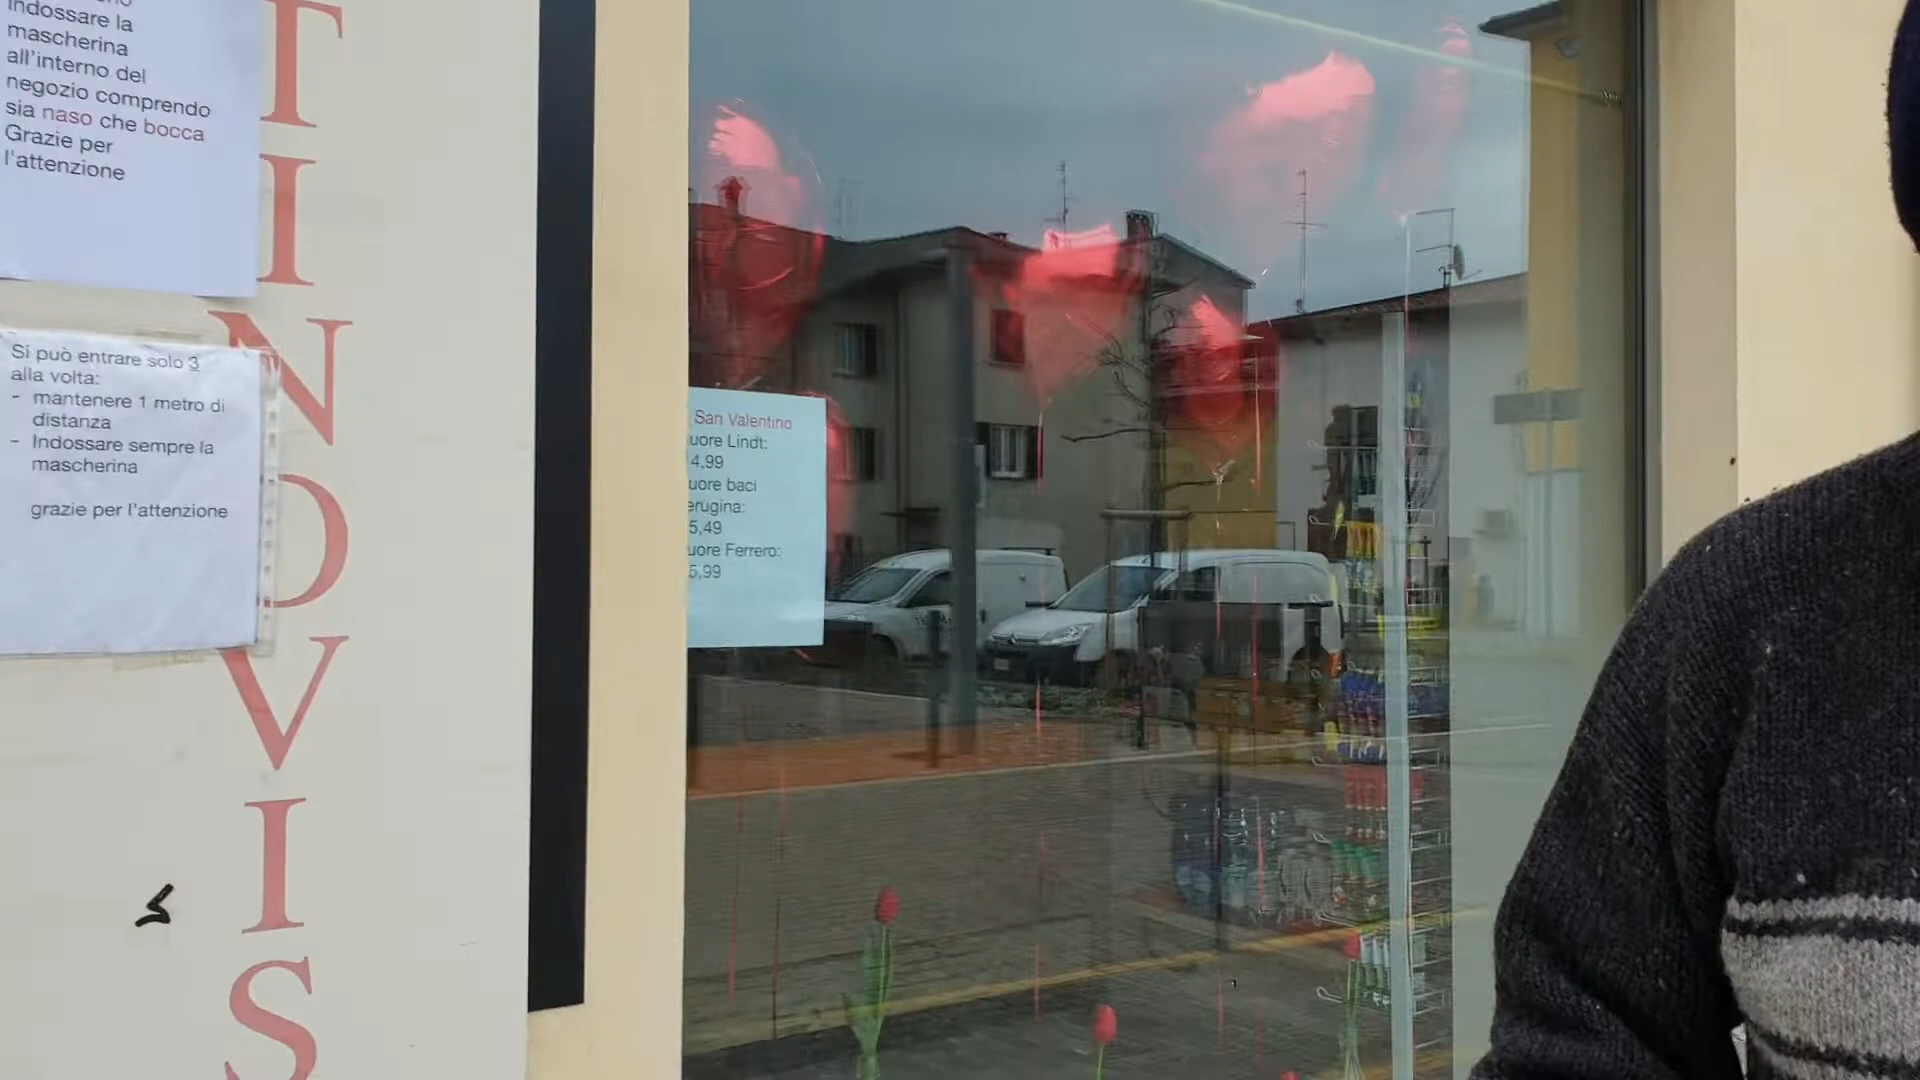 indossare la
mascherina
all'interno del
negozio comprendo
sia naso che bocca
Grazie per
l'attenzione
Si può entrare solo 3
alla volta:
- mantenere 1 metro di
distanza
- Indossare sempre la
mascherina
grazie per l'attenzione
T
I
N
D
V
I
S
San Valentino
uore Lindt:
4,99
uore baci
erugina:
5,49
uore Ferrero:
5,99